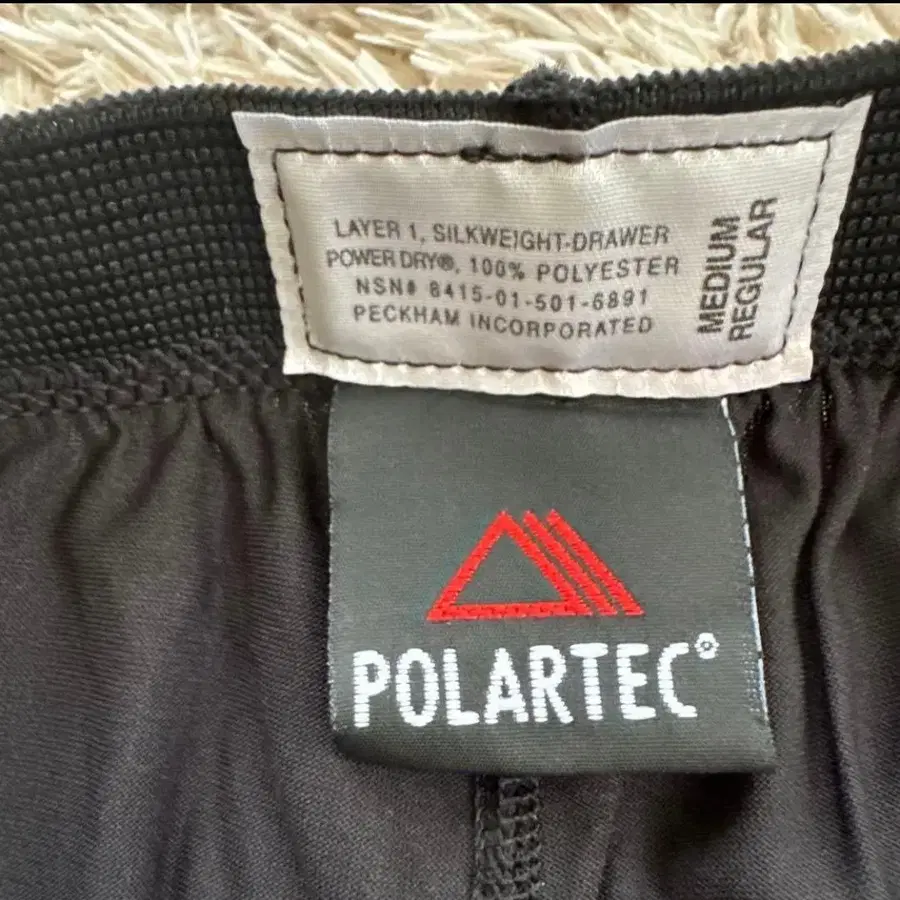 LAYER 1, SILKWEIGHT-DRAWER
POWER DRY®, 100% POLYESTER
NSN# 8415-01-501-6891
PECKHAM INCORPORATED
MEDIUM
REGULAR
POLARTEC®